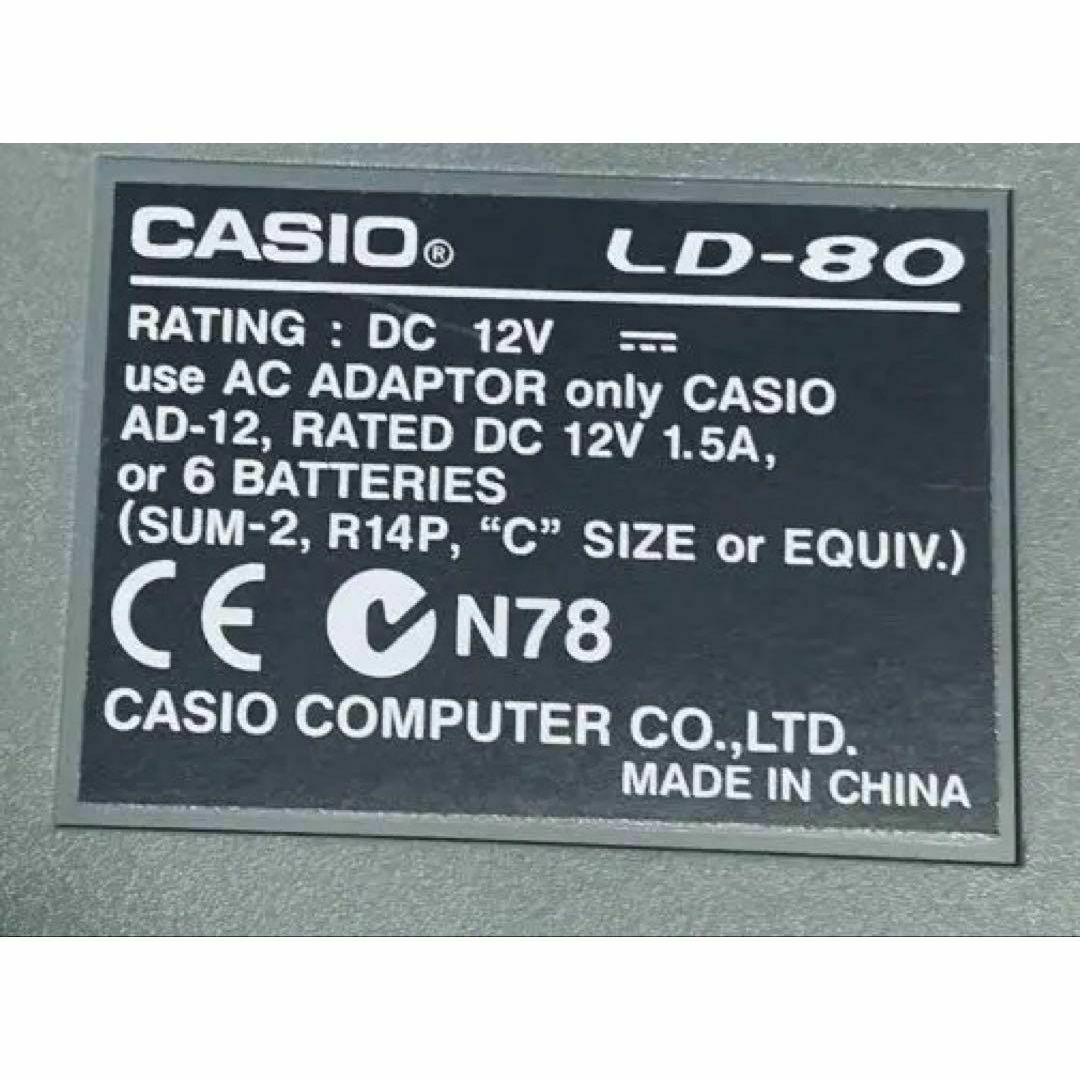 CASIO® LD-80
RATING : DC 12V ⎓
use AC ADAPTOR only CASIO
AD-12, RATED DC 12V 1.5A,
or 6 BATTERIES
(SUM-2, R14P, “C” SIZE or EQUIV.)
CE N78
CASIO COMPUTER CO.,LTD.
MADE IN CHINA